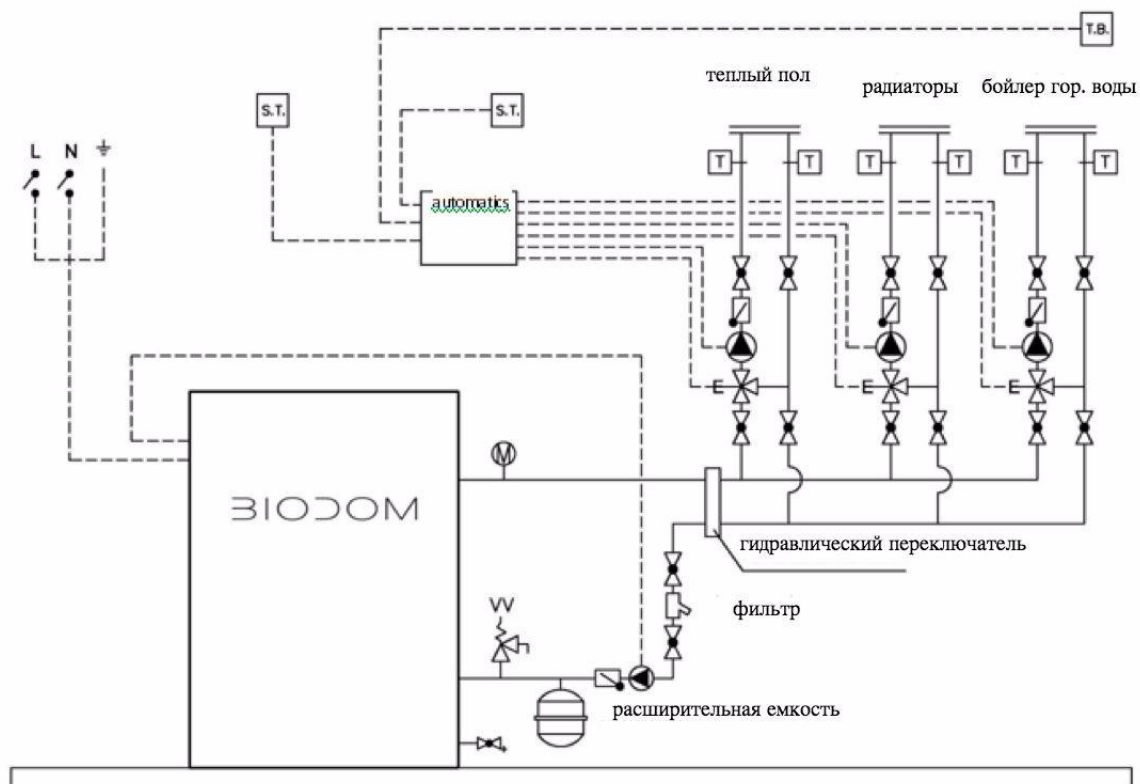 T.B.
теплый пол
радиаторы
бойлер гор. воды
S.T.
S.T.
L N
T
T
T
T
T
T
automatics
E
E
E
M
BIODOM
гидравлический переключатель
фильтр
VV
расширительная емкость